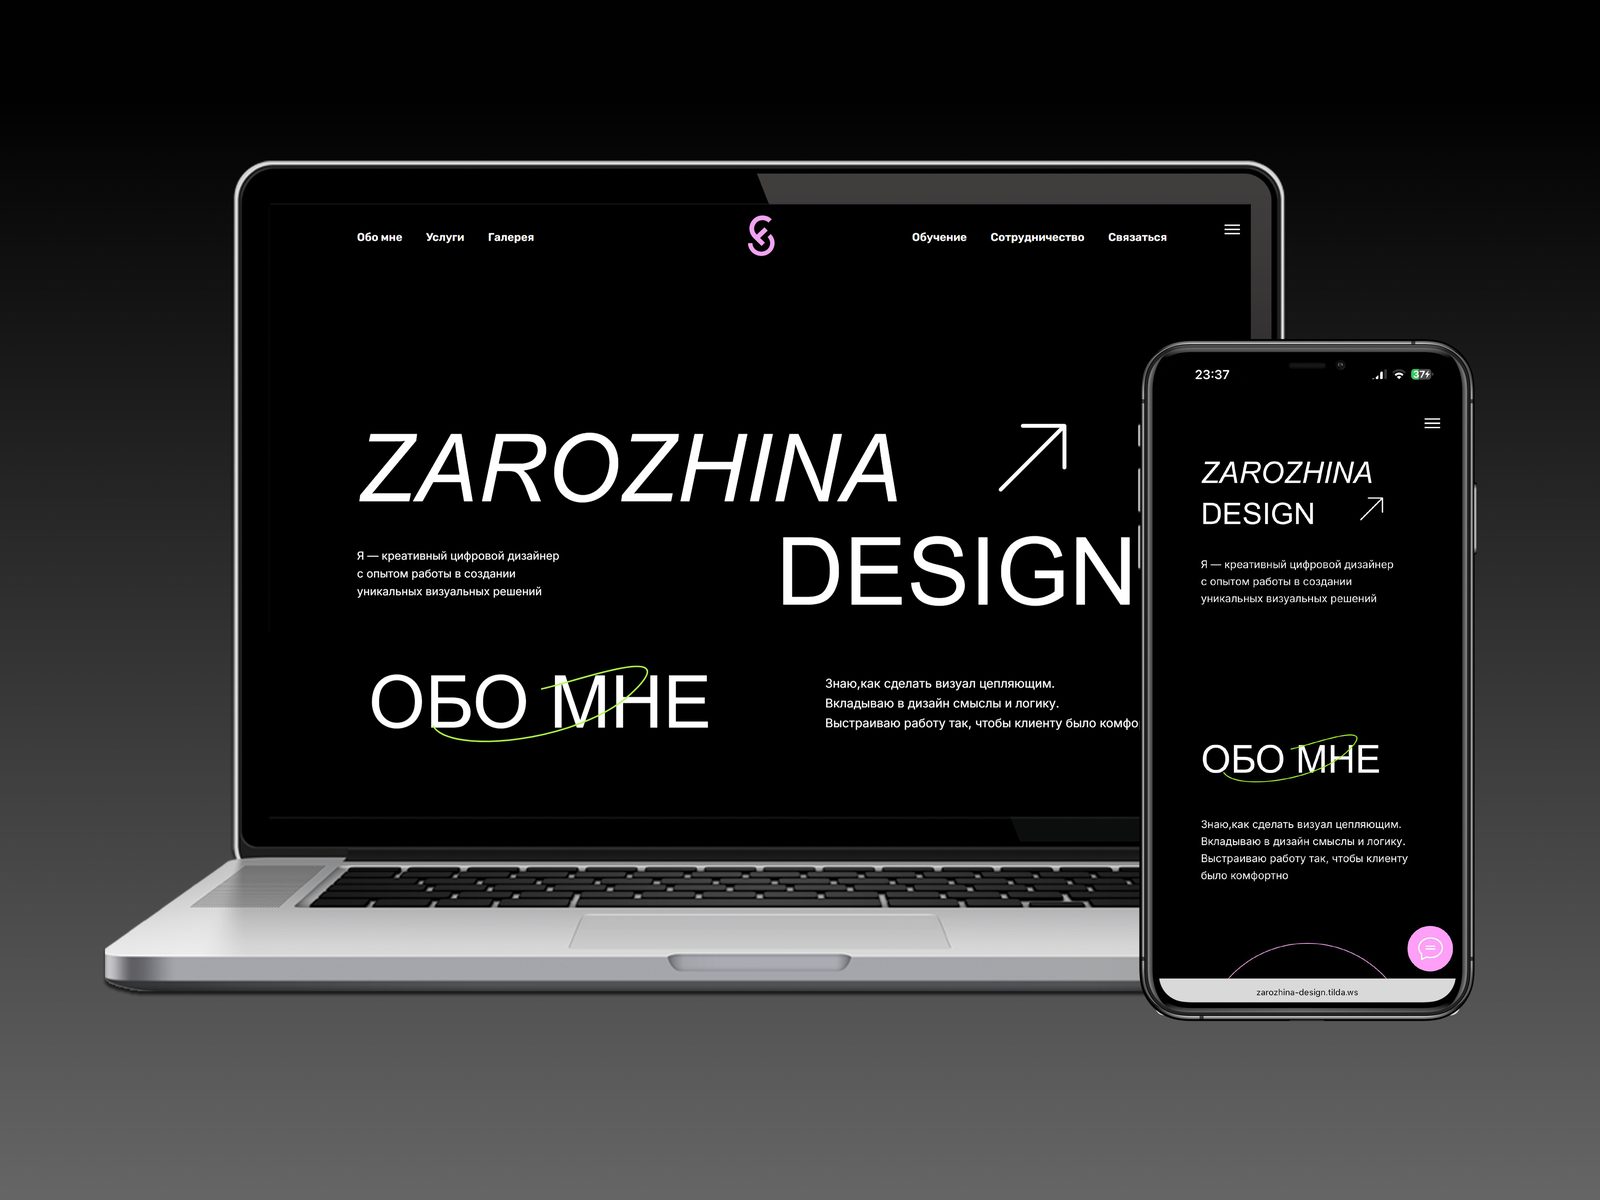 Обо мне Услуги Галерея Обучение Сотрудничество Связаться
ZAROZHINA
DESIGN
Я — креативный цифровой дизайнер
с опытом работы в создании
уникальных визуальных решений
ОБО МНЕ
Знаю,как сделать визуал цепляющим.
Вкладываю в дизайн смыслы и логику.
Выстраиваю работу так, чтобы клиенту было комфо
23:37
37
ZAROZHINA
DESIGN
Я — креативный цифровой дизайнер
с опытом работы в создании
уникальных визуальных решений
ОБО МНЕ
Знаю,как сделать визуал цепляющим.
Вкладываю в дизайн смыслы и логику.
Выстраиваю работу так, чтобы клиенту
было комфортно
zarozhina-design.tilda.ws